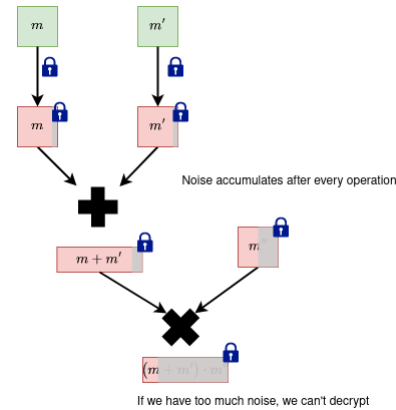 m m′
m m′
Noise accumulates after every operation
m + m′ m
(m + m′) · m
If we have too much noise, we can't decrypt